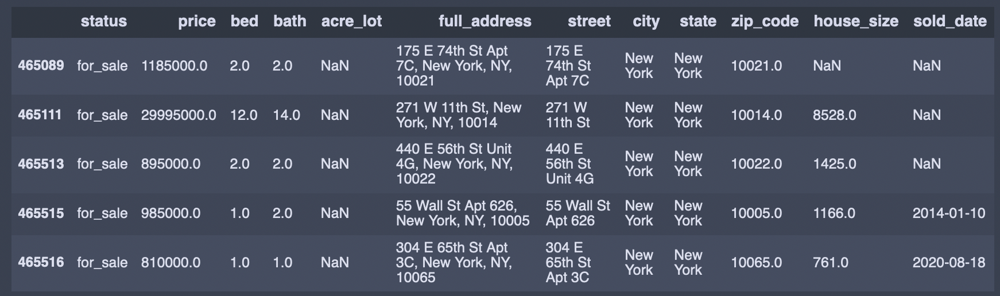 status price bed bath acre_lot full_address street city state zip_code house_size sold_date
465089 for_sale 1185000.0 2.0 2.0 NaN 175 E 74th St Apt 7C, New York, NY, 10021 175 E 74th St Apt 7C New York New York 10021.0 NaN NaN
465111 for_sale 29995000.0 12.0 14.0 NaN 271 W 11th St, New York, NY, 10014 271 W 11th St New York New York 10014.0 8528.0 NaN
465513 for_sale 895000.0 2.0 2.0 NaN 440 E 56th St Unit 4G, New York, NY, 10022 440 E 56th St Unit 4G New York New York 10022.0 1425.0 NaN
465515 for_sale 985000.0 1.0 2.0 NaN 55 Wall St Apt 626, New York, NY, 10005 55 Wall St Apt 626 New York New York 10005.0 1166.0 2014-01-10
465516 for_sale 810000.0 1.0 1.0 NaN 304 E 65th St Apt 3C, New York, NY, 10065 304 E 65th St Apt 3C New York New York 10065.0 761.0 2020-08-18